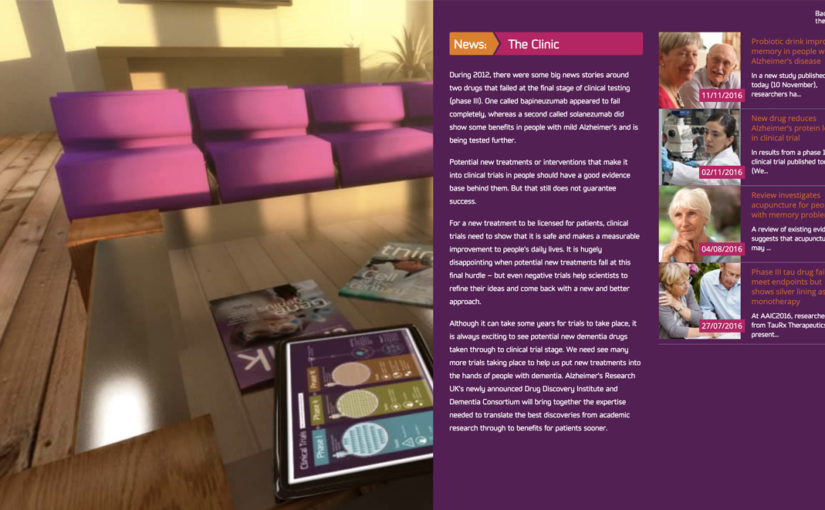 Bac
the
News:
The Clinic
During 2012, there were some big news stories around
two drugs that failed at the final stage of clinical testing
(phase III). One called bapineuzumab appeared to fail
completely, whereas a second called solanezumab did
show some benefits in people with mild Alzheimer's and is
being tested further.
Potential new treatments or interventions that make it
into clinical trials in people should have a good evidence
base behind them. But that still does not guarantee
success.
For a new treatment to be licensed for patients, clinical
trials need to show that it is safe and makes a measurable
improvement to people's daily lives. It is hugely
disappointing when potential new treatments fall at this
final hurdle – but even negative trials help scientists to
refine their ideas and come back with a new and better
approach.
Although it can take some years for trials to take place, it
is always exciting to see potential new dementia drugs
taken through to clinical trial stage. We need see many
more trials taking place to help us put new treatments into
the hands of people with dementia. Alzheimer's Research
UK's newly announced Drug Discovery Institute and
Dementia Consortium will bring together the expertise
needed to translate the best discoveries from academic
research through to benefits for patients sooner.
11/11/2016
Probiotic drink impro
memory in people w
Alzheimer's disease
In a new study published
today (10 November),
researchers ha...
02/11/2016
New drug reduces
Alzheimer's protein l
in clinical trial
In results from a phase 1
clinical trial published to
(We...
04/08/2016
Review investigates
acupuncture for peo
with memory proble
A review of existing evid
suggests that acupunctu
may ...
27/07/2016
Phase III tau drug fai
meet endpoints but
shows silver lining as
monotherapy
At AAIC2016, researche
from TauRx Therapeutics
present...
Clinical Trials
Phase I
Phase II
Phase III